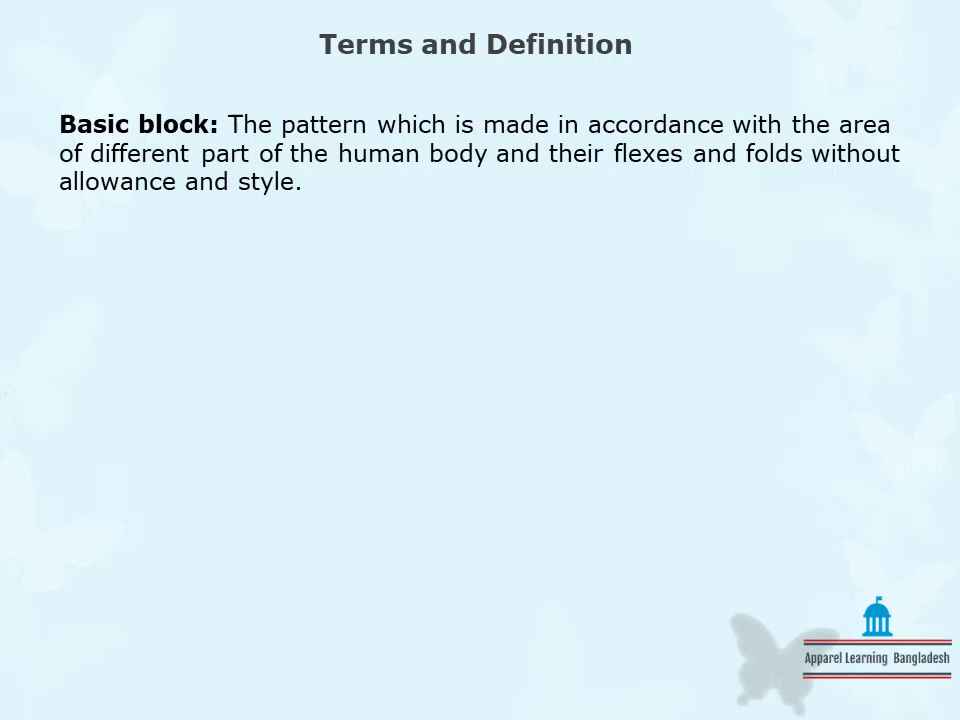 Terms and Definition
Basic block: The pattern which is made in accordance with the area
of different part of the human body and their flexes and folds without
allowance and style.
Apparel Learning Bangladesh